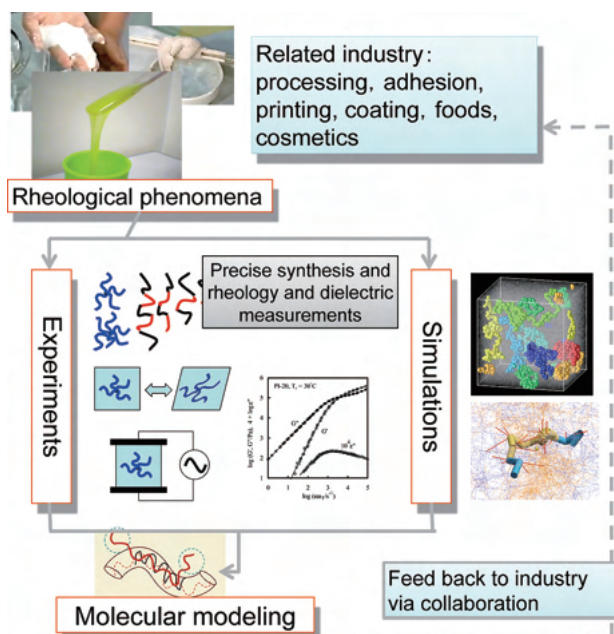 Related industry:
processing, adhesion,
printing, coating, foods,
cosmetics
Rheological phenomena
Experiments
Precise synthesis and
rheology and dielectric
measurements
Simulations
G"
G'
Molecular modeling
Feed back to industry
via collaboration